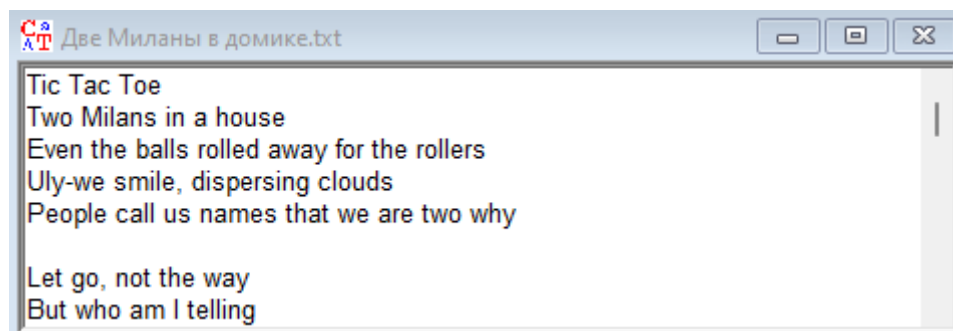 Две Миланы в домике.txt
Tic Tac Toe
Two Milans in a house
Even the balls rolled away for the rollers
Uly-we smile, dispersing clouds
People call us names that we are two why

Let go, not the way
But who am I telling